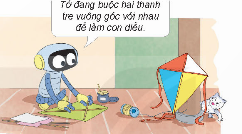 Tớ đang buộc hai thanh
tre vuông góc với nhau
để làm con diều.